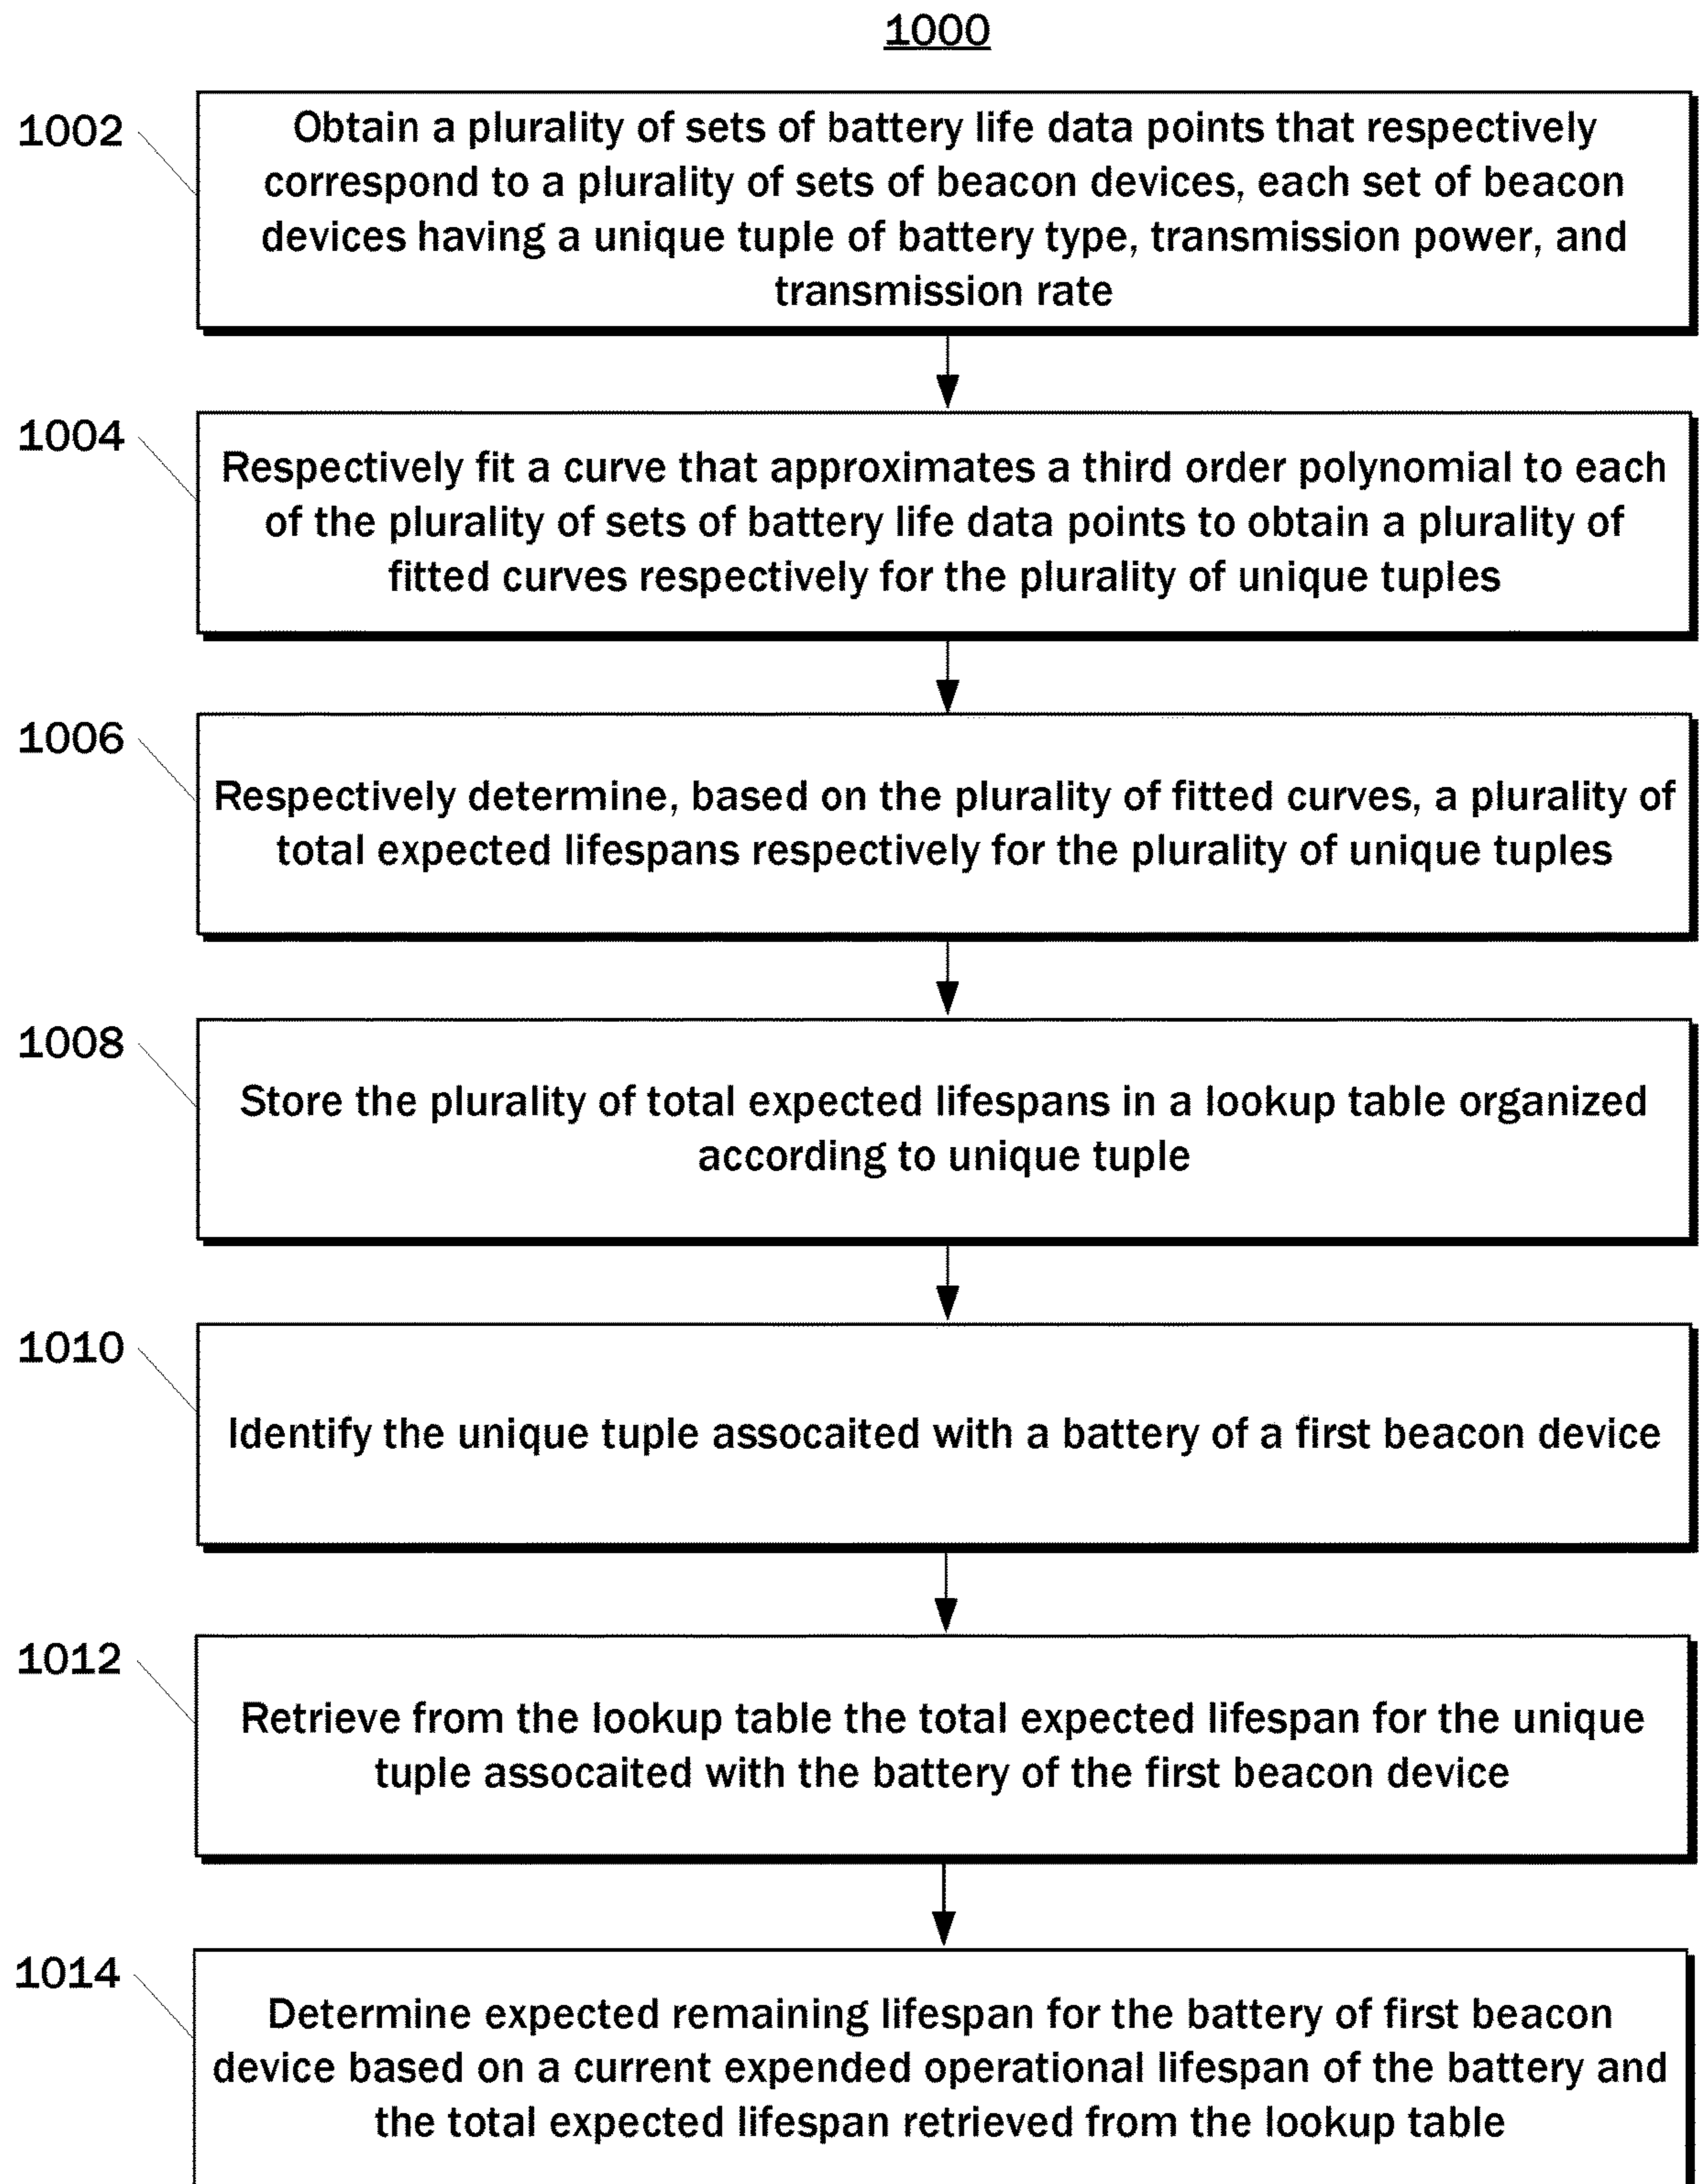 1000
1002
Obtain a plurality of sets of battery life data points that respectively
correspond to a plurality of sets of beacon devices, each set of beacon
devices having a unique tuple of battery type, transmission power, and
transmission rate
1004
Respectively fit a curve that approximates a third order polynomial to each
of the plurality of sets of battery life data points to obtain a plurality of
fitted curves respectively for the plurality of unique tuples
1006
Respectively determine, based on the plurality of fitted curves, a plurality of
total expected lifespans respectively for the plurality of unique tuples
1008
Store the plurality of total expected lifespans in a lookup table organized
according to unique tuple
1010
Identify the unique tuple assocaited with a battery of a first beacon device
1012
Retrieve from the lookup table the total expected lifespan for the unique
tuple assocaited with the battery of the first beacon device
1014
Determine expected remaining lifespan for the battery of first beacon
device based on a current expended operational lifespan of the battery and
the total expected lifespan retrieved from the lookup table